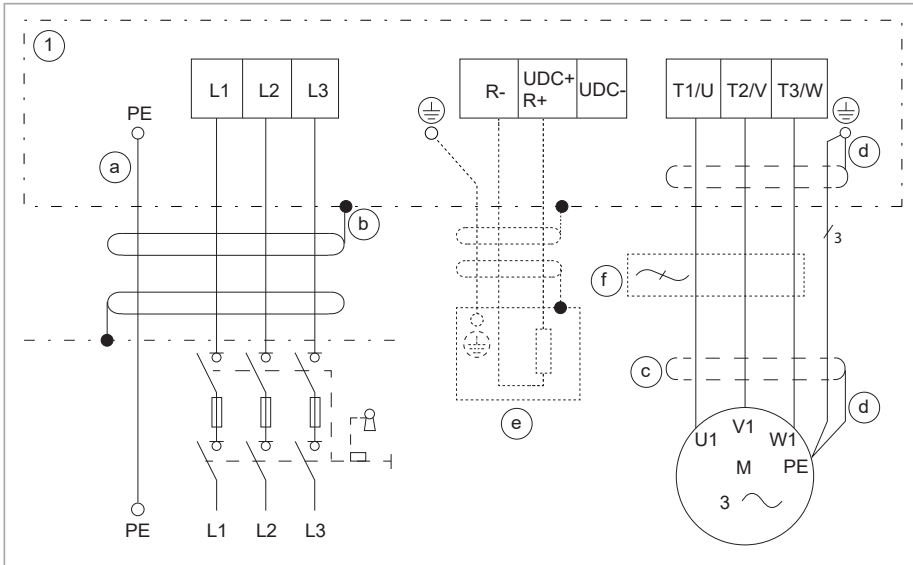 1
L1 L2 L3
R- UDC+ R+ UDC-
T1/U T2/V T3/W
PE
a
d
b
3
f
c
e
d
U1 V1 W1
M PE
3
PE L1 L2 L3